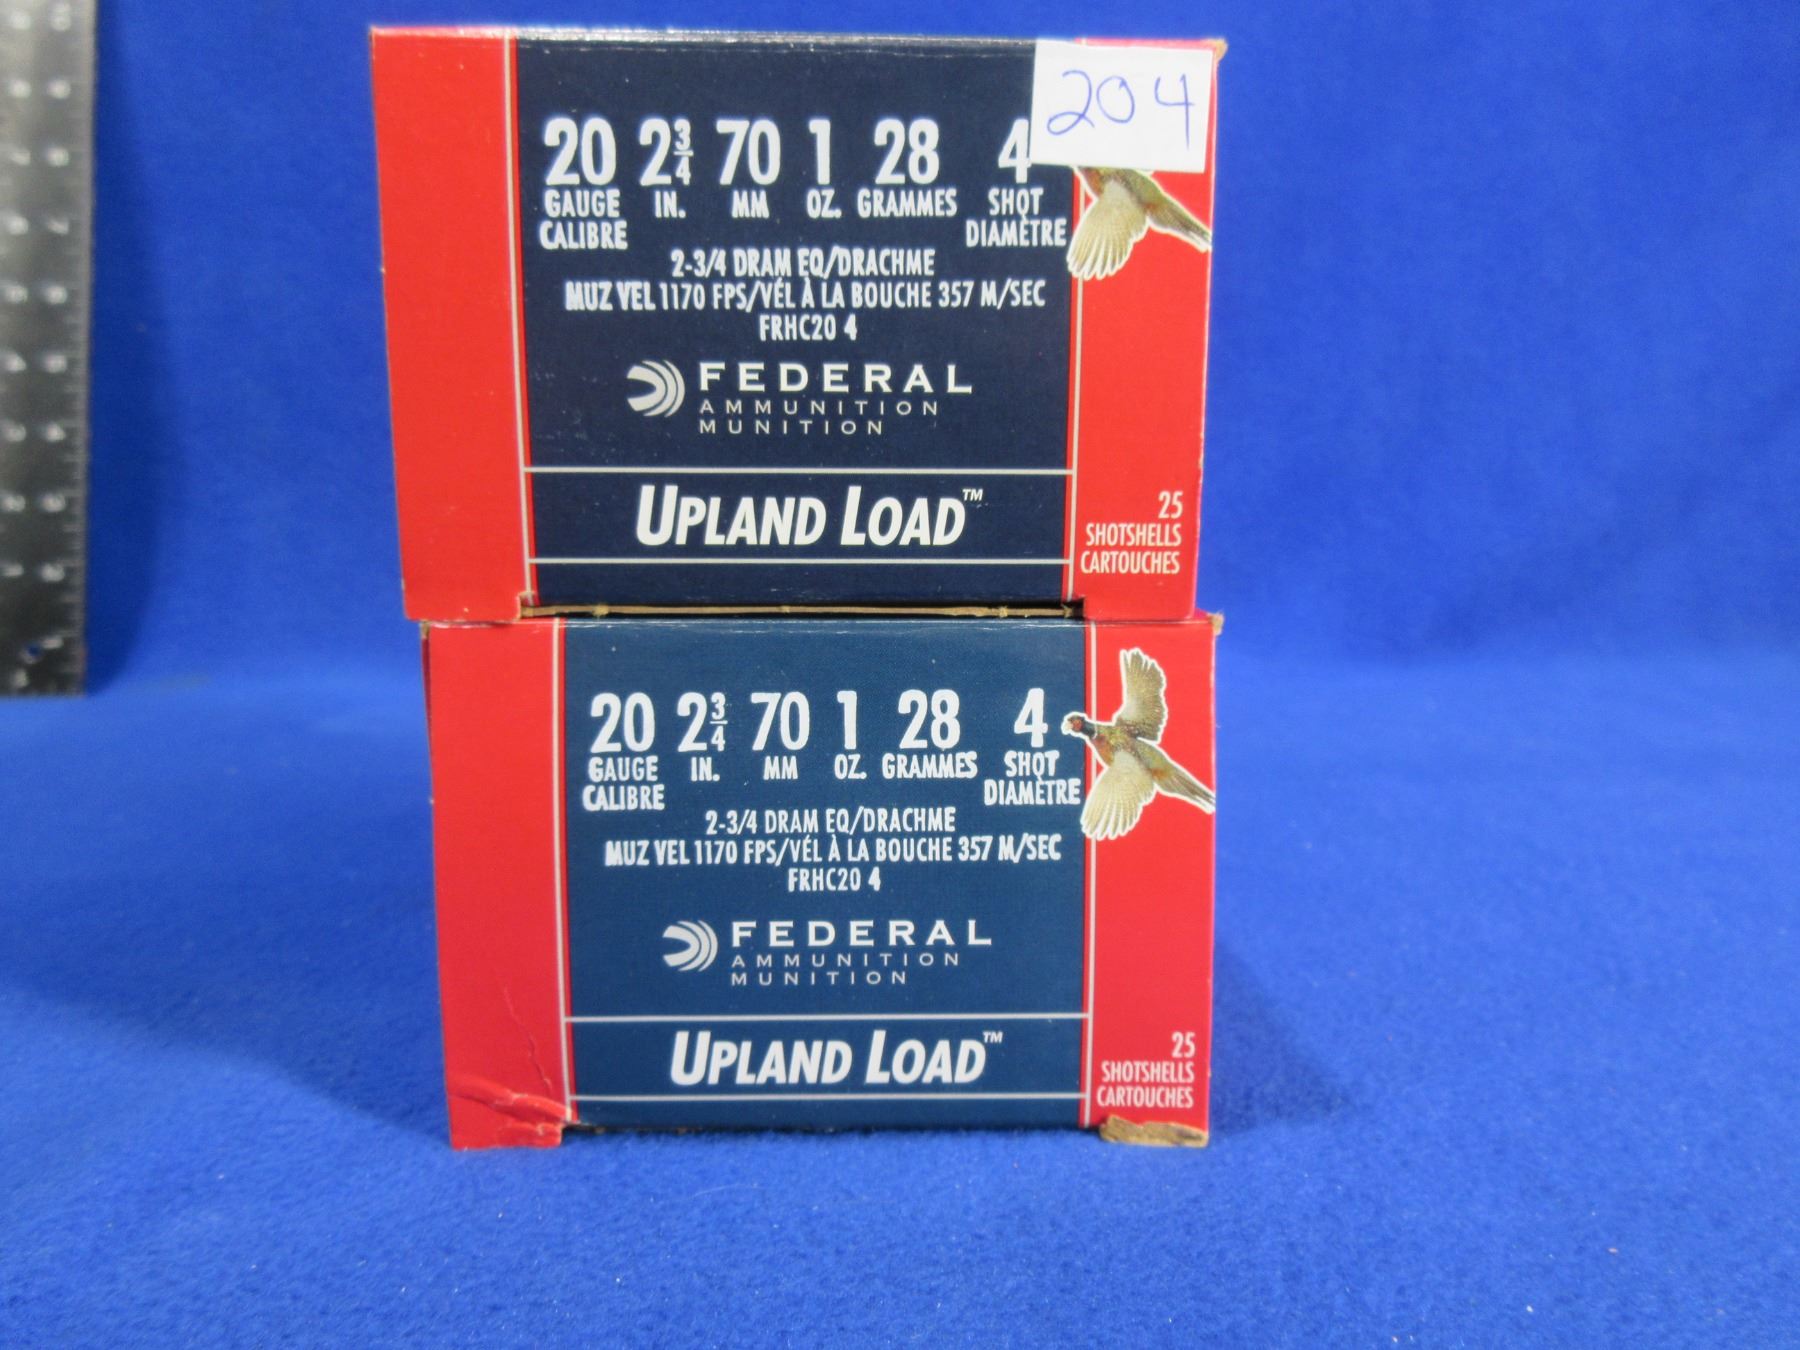 204
20 2 3/4 70 1 28 4
GAUGE IN. MM OZ. GRAMMES SHOT
CALIBRE DIAMÈTRE
2-3/4 DRAM EQ/DRACHME
MUZ VEL 1170 FPS/VÉL À LA BOUCHE 357 M/SEC
FRHC20 4
FEDERAL
AMMUNITION
MUNITION
UPLAND LOAD™
25
SHOTSHELLS
CARTOUCHES
20 2 3/4 70 1 28 4
GAUGE IN. MM OZ. GRAMMES SHOT
CALIBRE DIAMÈTRE
2-3/4 DRAM EQ/DRACHME
MUZ VEL 1170 FPS/VÉL À LA BOUCHE 357 M/SEC
FRHC20 4
FEDERAL
AMMUNITION
MUNITION
UPLAND LOAD™
25
SHOTSHELLS
CARTOUCHES